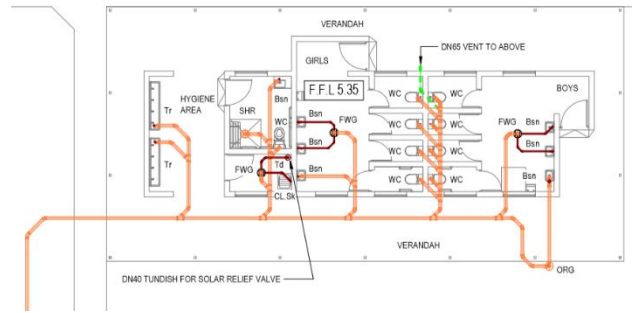 VERANDAH
DN65 VENT TO ABOVE
GIRLS
BOYS
F.F.L 5.35
HYGIENE
AREA
Tr
Tr
SHR
Bsn
WC
FWG
Td
CL.Sk
Bsn
Bsn
Bsn
FWG
WC
WC
WC
WC
WC
WC
WC
WC
FWG
Bsn
Bsn
VERANDAH
ORG
DN40 TUNDISH FOR SOLAR RELIEF VALVE